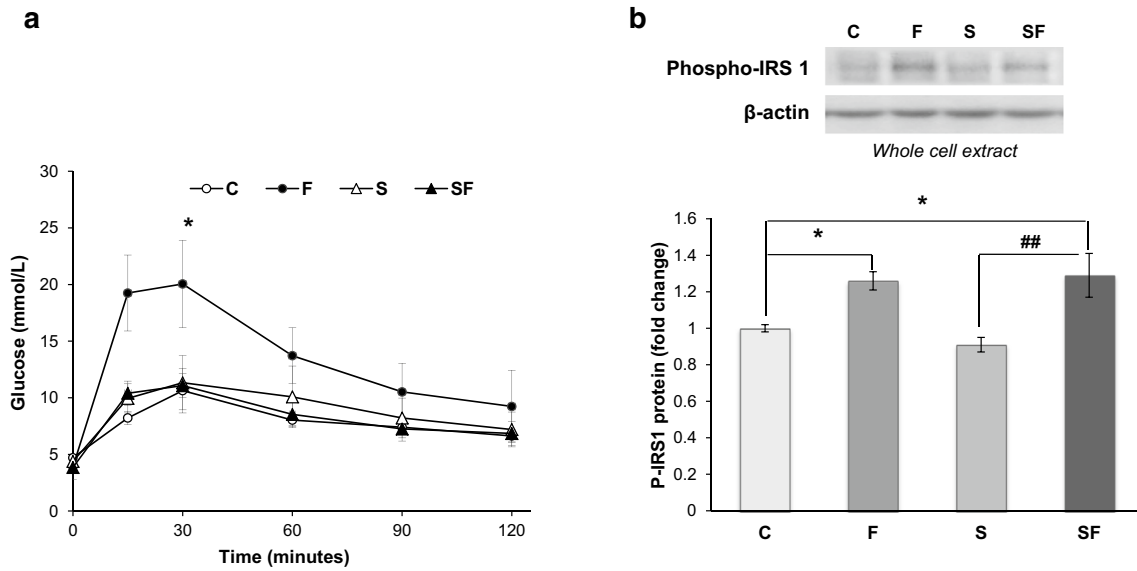 a
30
25
20
15
10
5
0
Glucose (mmol/L)
C F S SF
*
0 30 60 90 120
Time (minutes)
b
C F S SF
Phospho-IRS 1
β-actin
Whole cell extract
1.6
1.4
1.2
1
0.8
0.6
0.4
0.2
0
P-IRS1 protein (fold change)
*
*
##
C F S SF